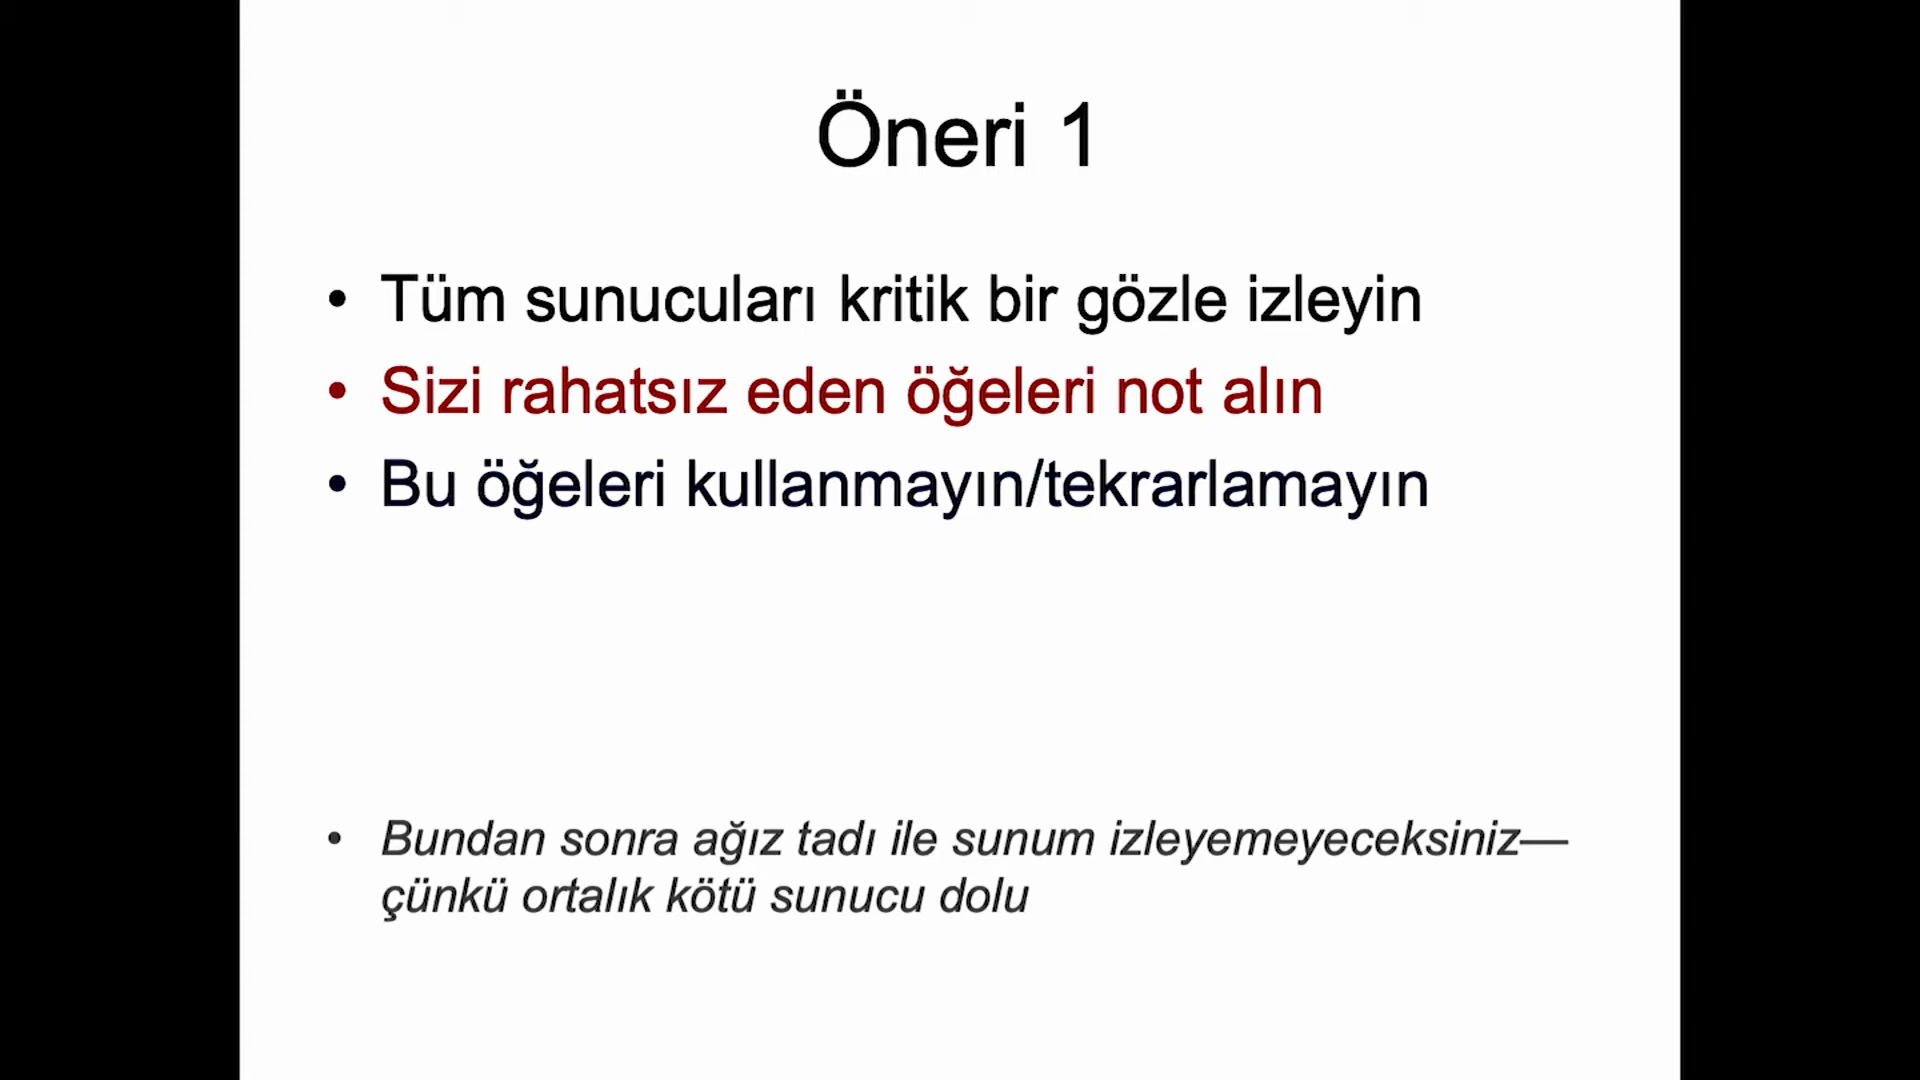 Öneri 1
• Tüm sunucuları kritik bir gözle izleyin
• Sizi rahatsız eden öğeleri not alın
• Bu öğeleri kullanmayın/tekrarlamayın
• Bundan sonra ağız tadı ile sunum izleyemeyeceksiniz—
çünkü ortalık kötü sunucu dolu